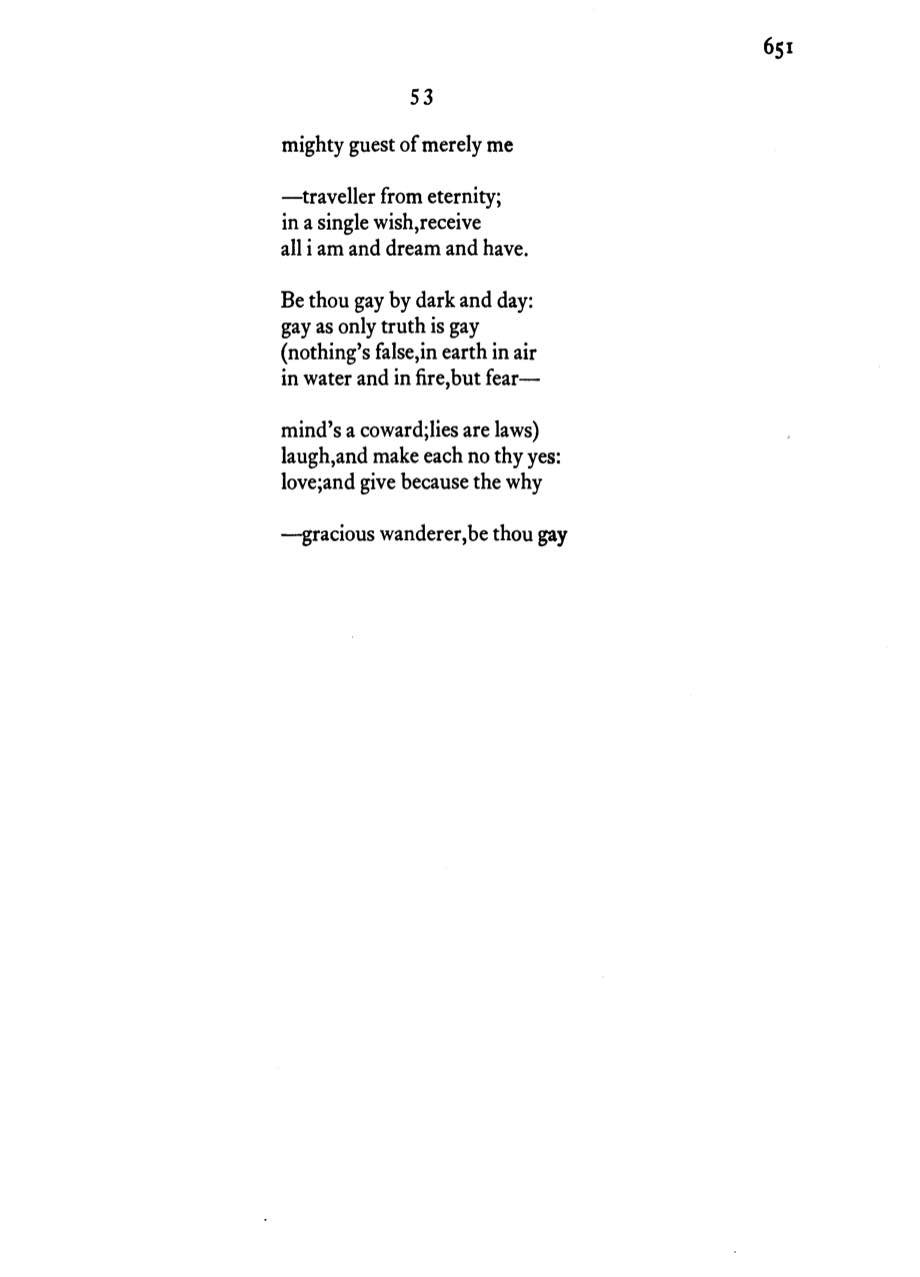 651
53
mighty guest of merely me
—traveller from eternity;
in a single wish,receive
all i am and dream and have.
Be thou gay by dark and day:
gay as only truth is gay
(nothing's false,in earth in air
in water and in fire,but fear—
mind's a coward;lies are laws)
laugh,and make each no thy yes:
love;and give because the why
—gracious wanderer,be thou gay